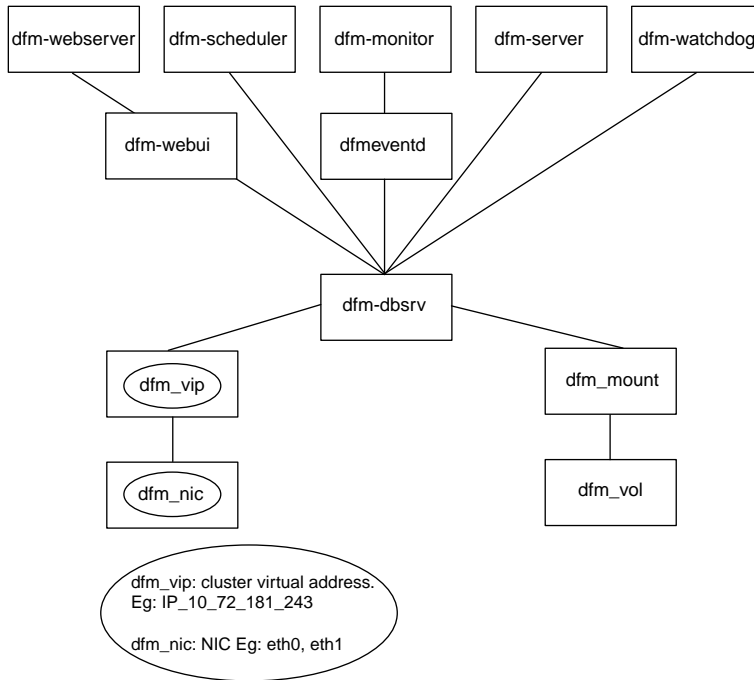 dfm-webserver
dfm-scheduler
dfm-monitor
dfm-server
dfm-watchdog
dfm-webui
dfmeventd
dfm-dbsrv
dfm_vip
dfm_mount
dfm_nic
dfm_vol
dfm_vip: cluster virtual address.
Eg: IP_10_72_181_243
dfm_nic: NIC Eg: eth0, eth1